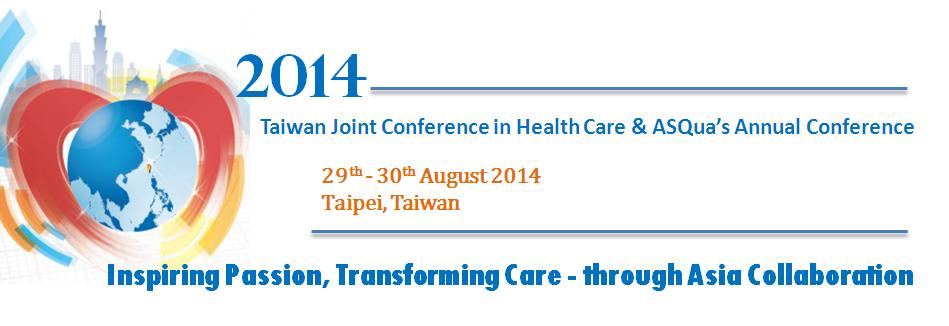 2014
Taiwan Joint Conference in Health Care & ASQua's Annual Conference
29th - 30th August 2014
Taipei, Taiwan
Inspiring Passion, Transforming Care - through Asia Collaboration